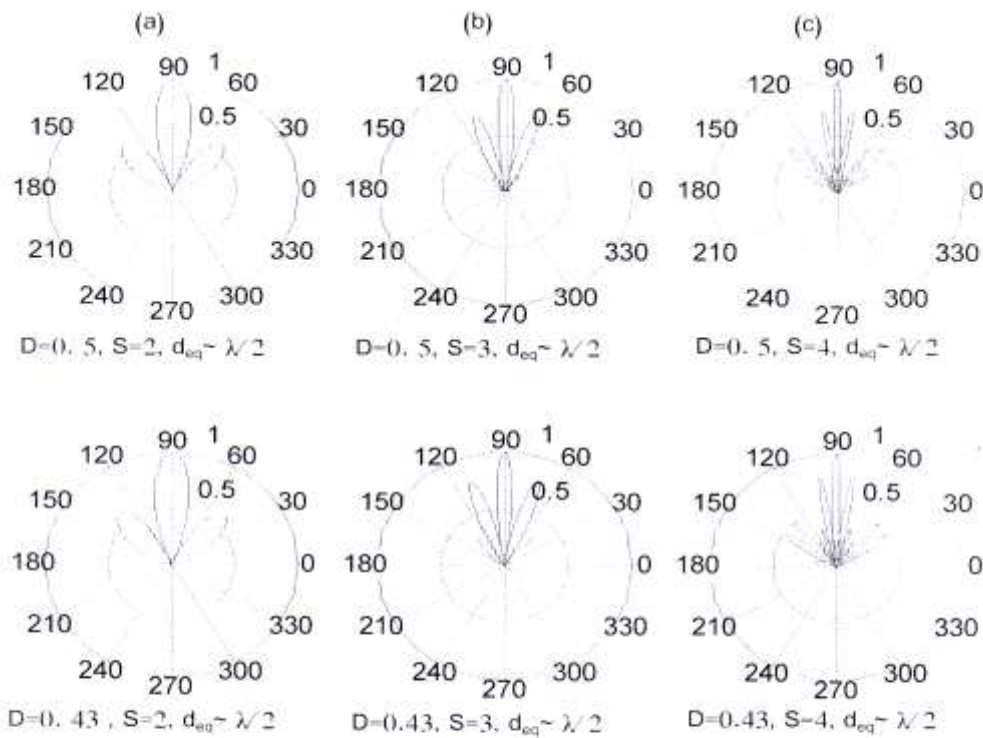 (a) (b) (c)
90 1 90 1 90 1
120 60 120 60 120 60
0.5 0.5 0.5
150 30 150 30 150 30
180 0 180 0 180 0
210 330 210 330 210 330
240 300 240 300 240 300
270 270 270
D=0. 5, S=2, deq~ λ/2 D=0. 5, S=3, deq~ λ/2 D=0. 5, S=4, deq~ λ/2
90 1 90 1 90 1
120 60 120 60 120 60
0.5 0.5 0.5
150 30 150 30 150 30
180 0 180 0 180 0
210 330 210 330 210 330
240 300 240 300 240 300
270 270 270
D=0. 43 , S=2, deq~ λ/2 D=0.43, S=3, deq~ λ/2 D=0.43, S=4, deq~ λ/2